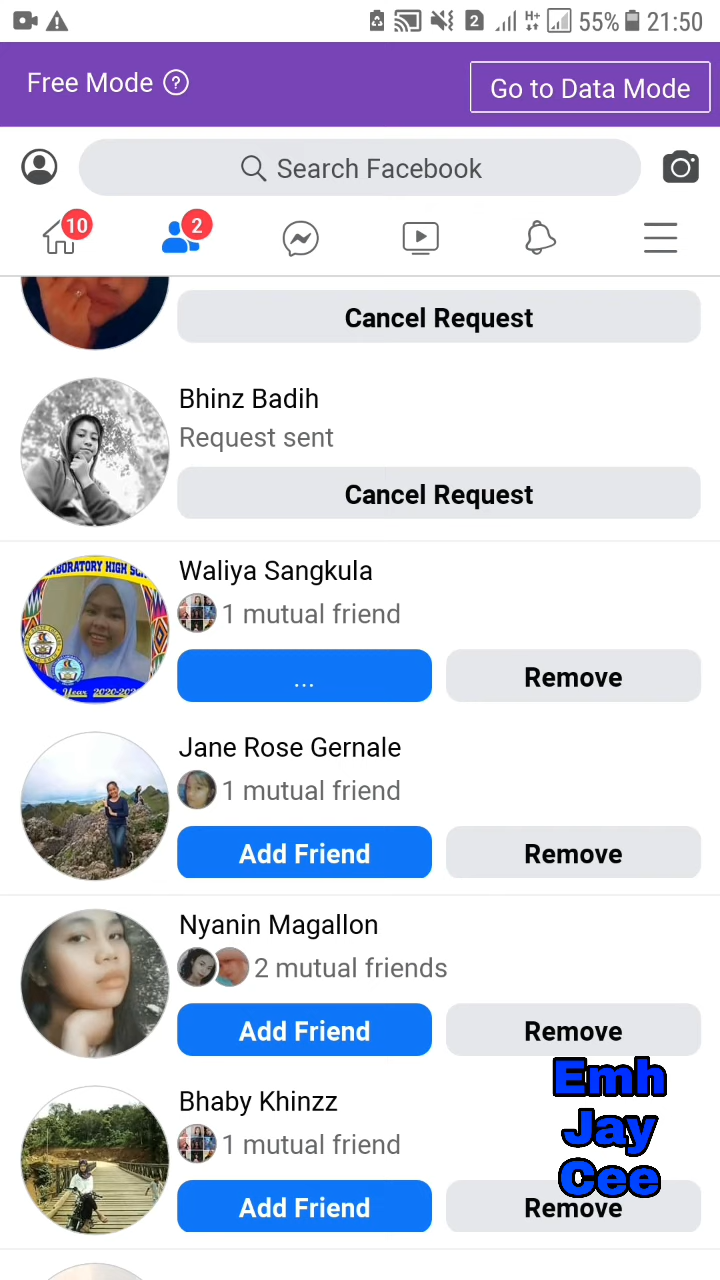 2 H+ 55% 21:50
Free Mode ? Go to Data Mode
Search Facebook
10 2
Cancel Request
Bhinz Badih
Request sent
Cancel Request
Waliya Sangkula
1 mutual friend
... Remove
Jane Rose Gernale
1 mutual friend
Add Friend Remove
Nyanin Magallon
2 mutual friends
Add Friend Remove
Bhaby Khinzz
1 mutual friend
Add Friend Remove
Emh
Jay
Cee